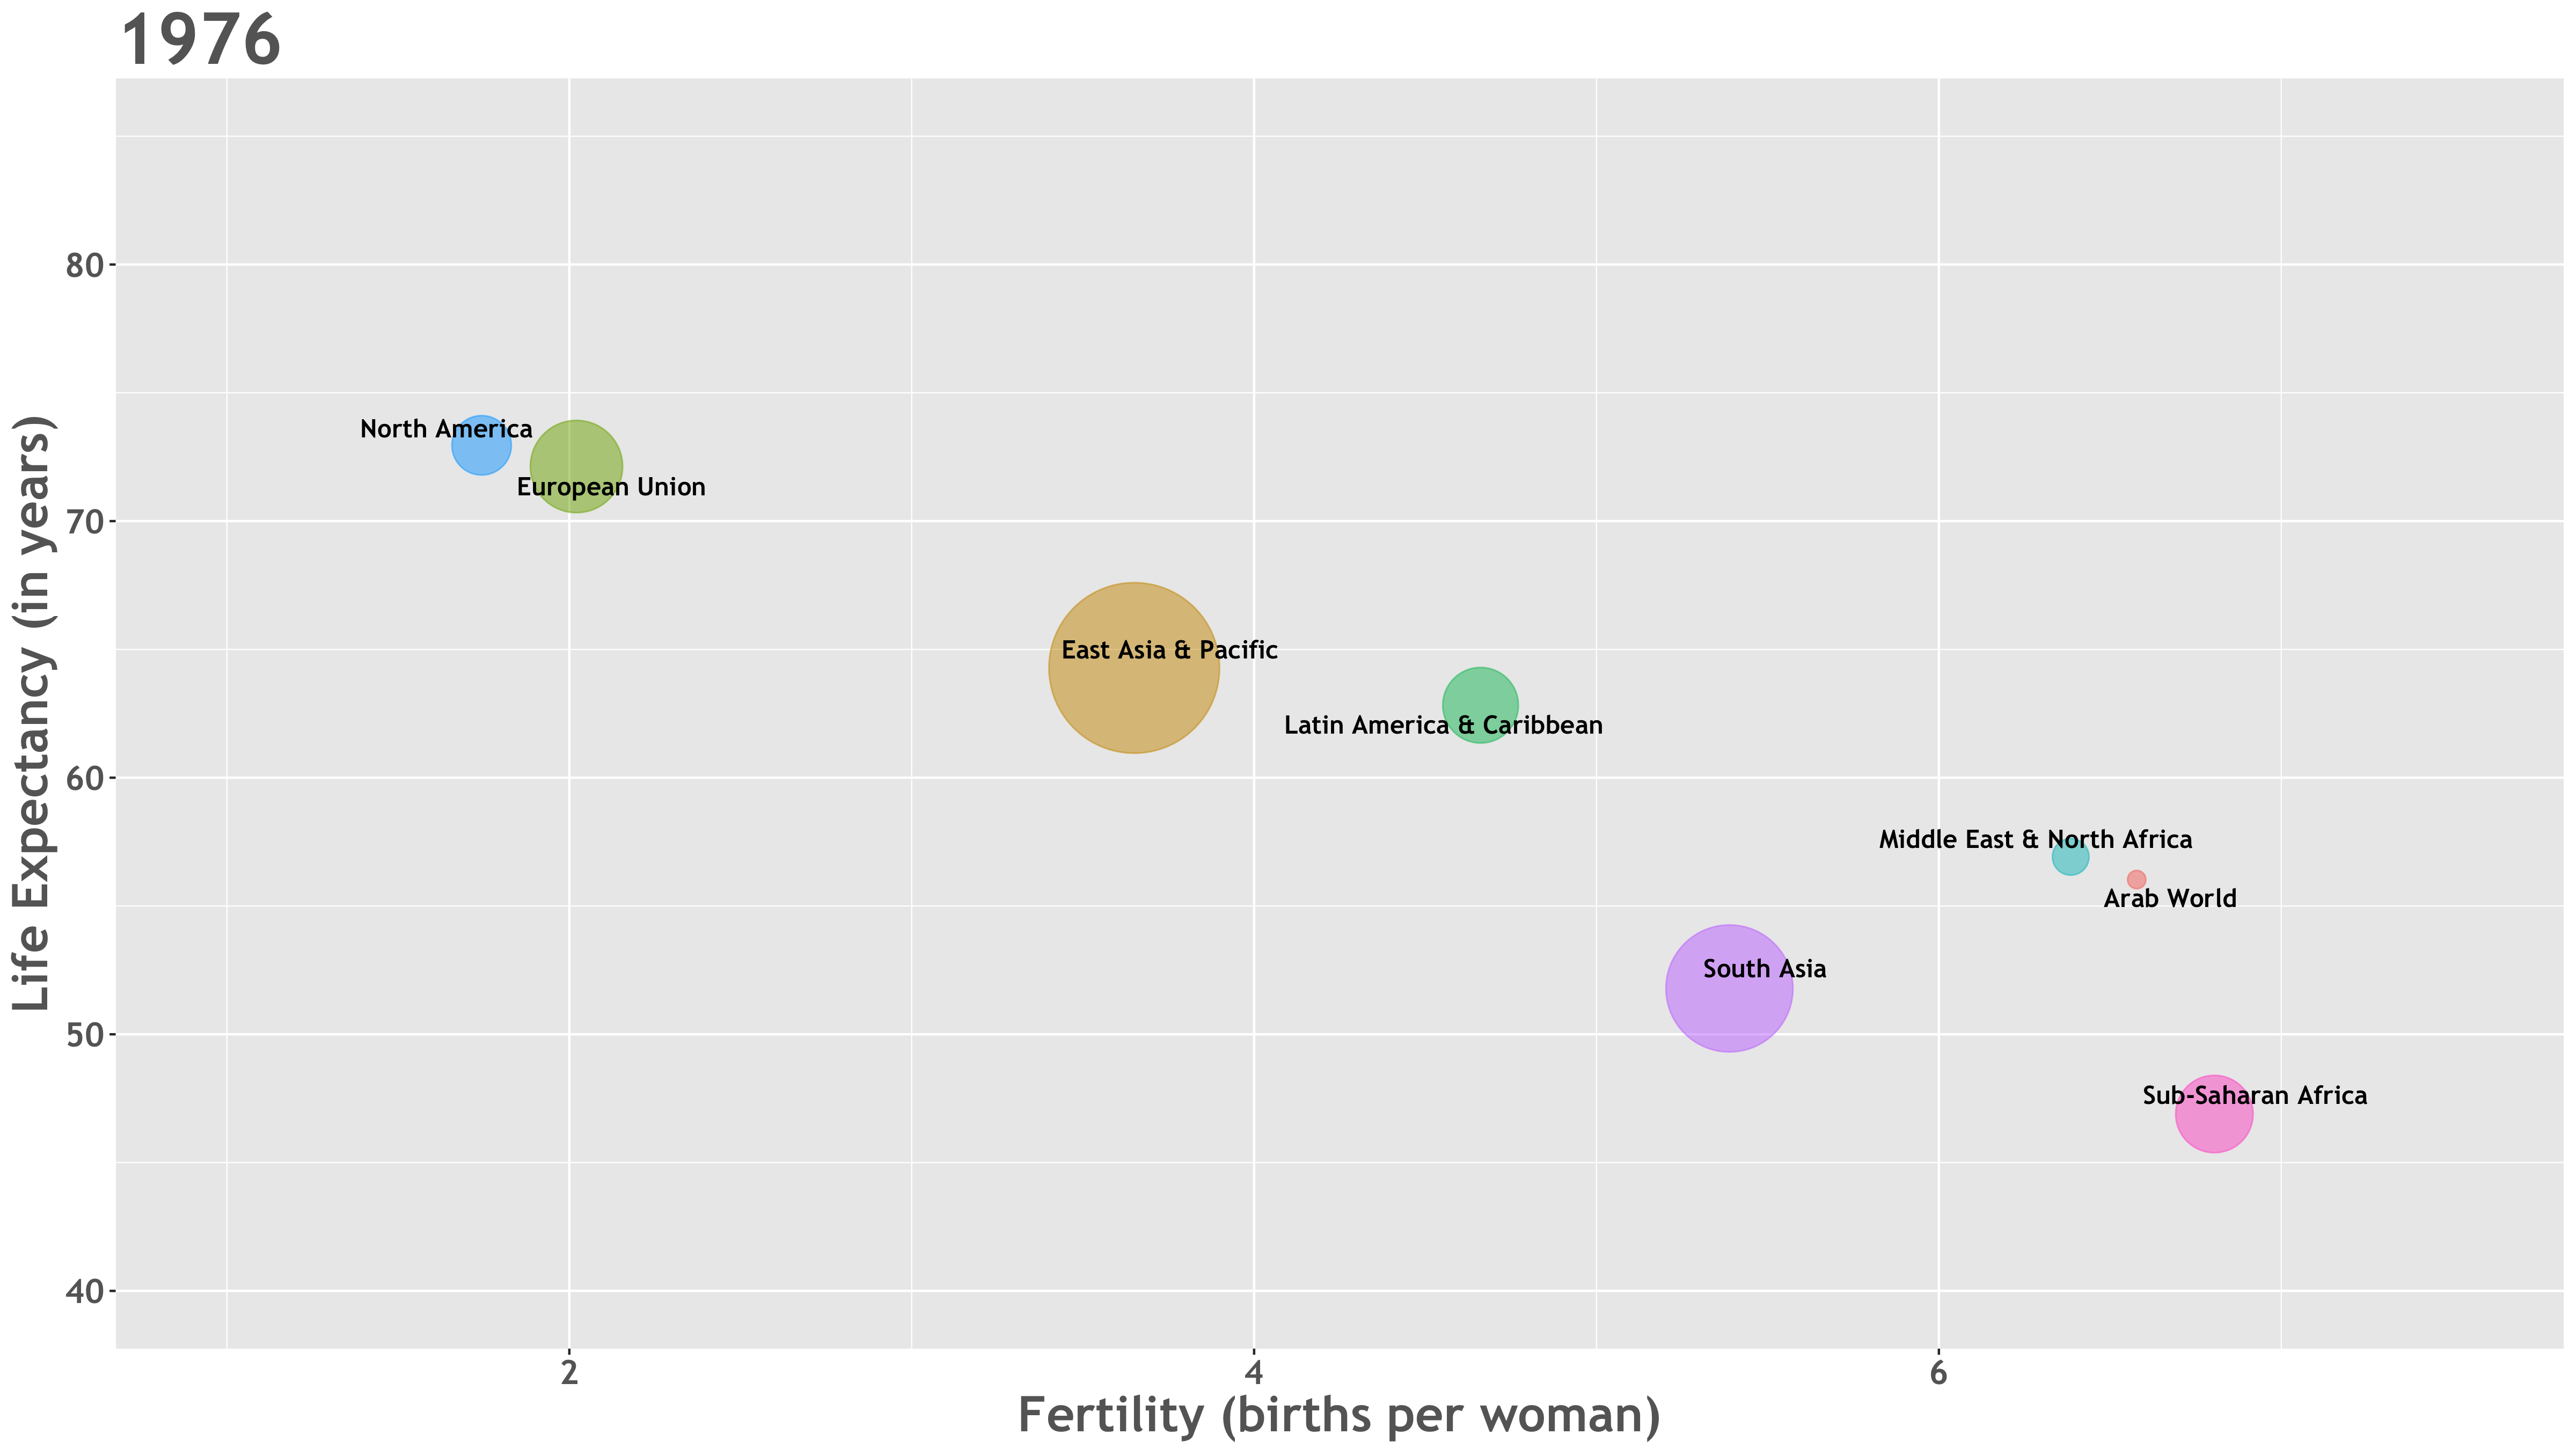 1976
Life Expectancy (in years)
80
70
60
50
40
North America
European Union
East Asia & Pacific
Latin America & Caribbean
Middle East & North Africa
Arab World
South Asia
Sub-Saharan Africa
2
4
6
Fertility (births per woman)